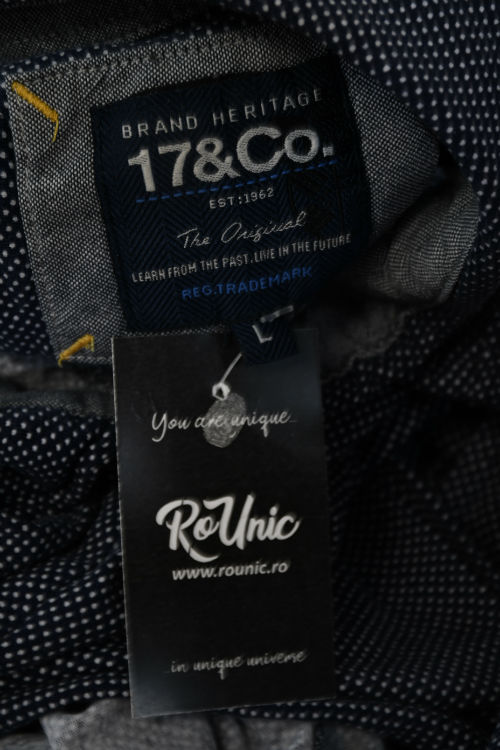 BRAND HERITAGE
17&Co.
EST:1962
The Original
LEARN FROM THE PAST, LIVE IN THE FUTURE
REG.TRADEMARK
L
You are unique...
RoUnic
www.rounic.ro
...in unique universe